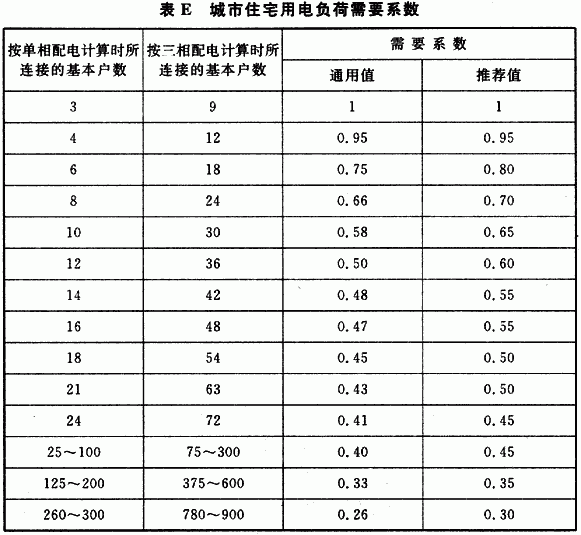 表 E 城市住宅用电负荷需要系数
按单相配电计算时所连接的基本户数 按三相配电计算时所连接的基本户数 需 要 系 数
通用值 推荐值
3 9 1 1
4 12 0.95 0.95
6 18 0.75 0.80
8 24 0.66 0.70
10 30 0.58 0.65
12 36 0.50 0.60
14 42 0.48 0.55
16 48 0.47 0.55
18 54 0.45 0.50
21 63 0.43 0.50
24 72 0.41 0.45
25～100 75～300 0.40 0.45
125～200 375～600 0.33 0.35
260～300 780～900 0.26 0.30